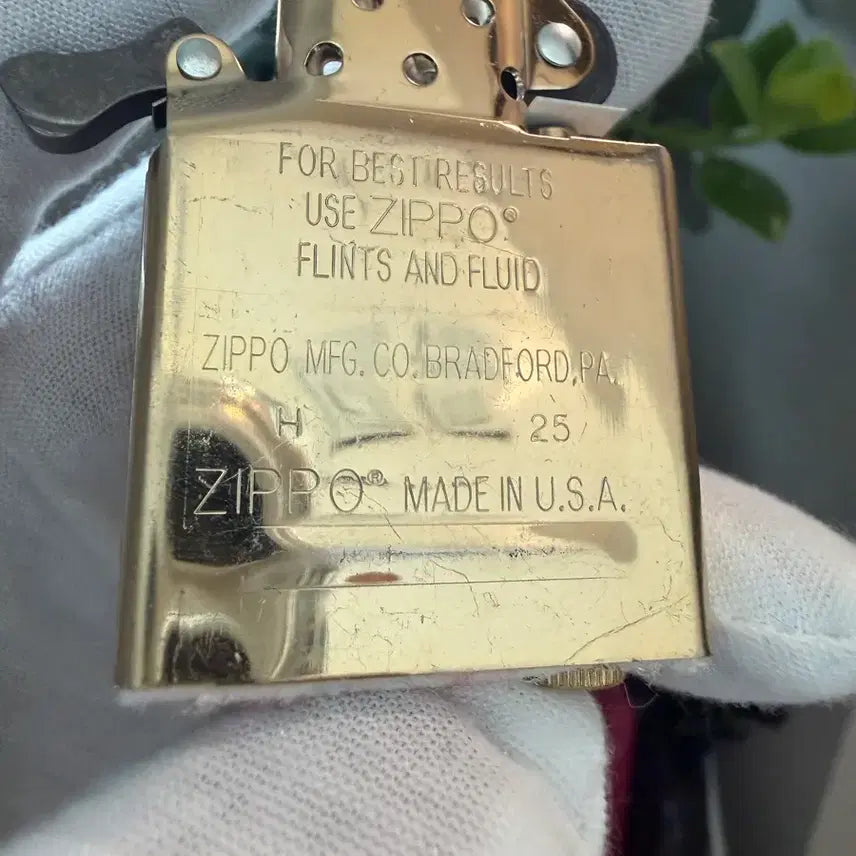 FOR BEST RESULTS
USE ZIPPO®
FLINTS AND FLUID
ZIPPO MFG. CO. BRADFORD, PA.
H 25
ZIPPO® MADE IN U.S.A.